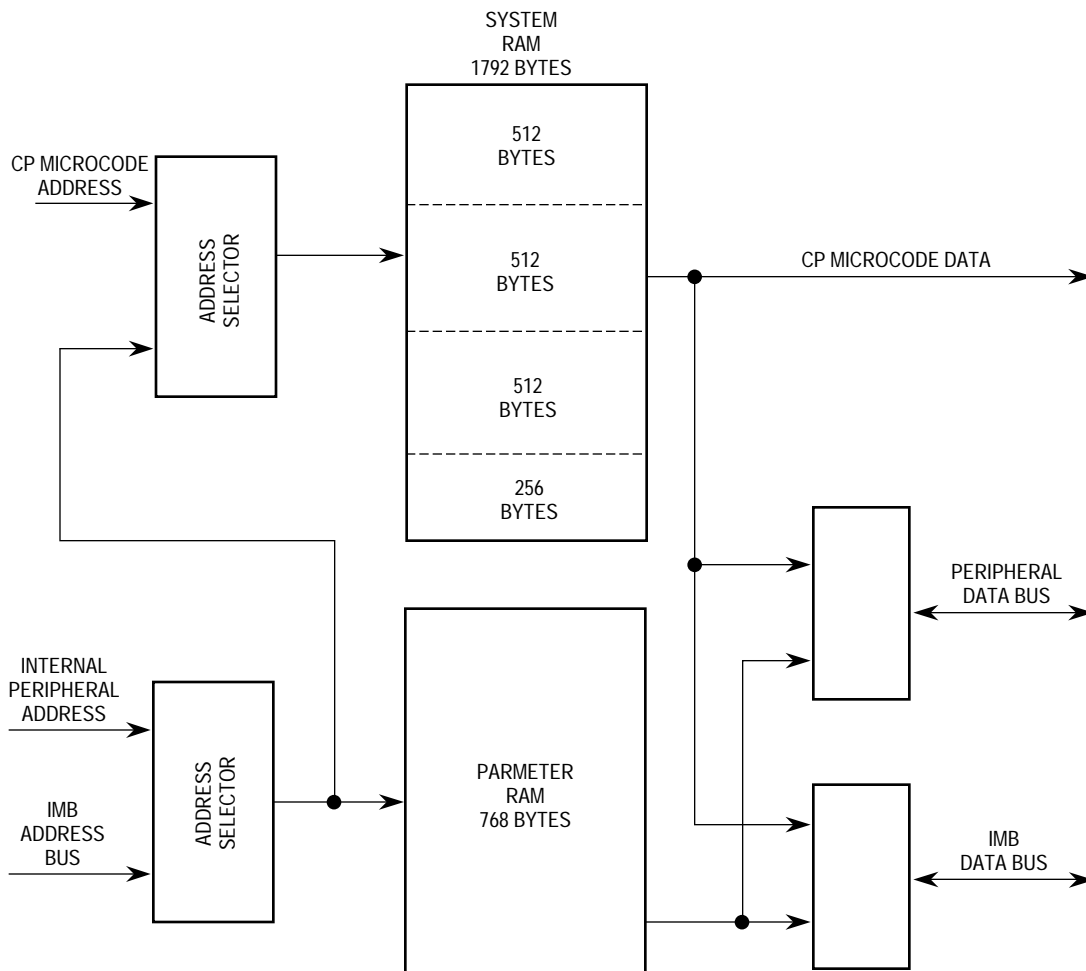 SYSTEM
RAM
1792 BYTES
512
BYTES
CP MICROCODE
ADDRESS
ADDRESS
SELECTOR
512
BYTES
CP MICROCODE DATA
512
BYTES
256
BYTES
PERIPHERAL
DATA BUS
INTERNAL
PERIPHERAL
ADDRESS
IMB
ADDRESS
BUS
ADDRESS
SELECTOR
PARMETER
RAM
768 BYTES
IMB
DATA BUS